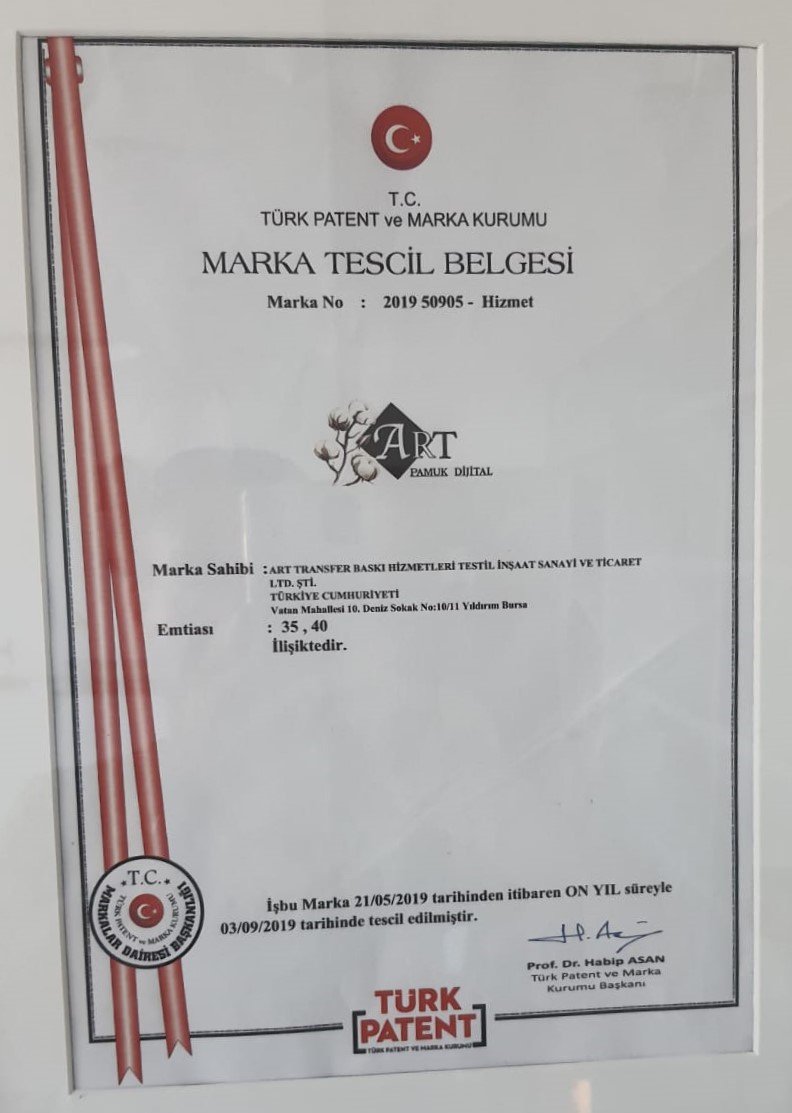 T.C.
TÜRK PATENT ve MARKA KURUMU
MARKA TESCİL BELGESİ
Marka No : 2019 50905 - Hizmet
ART
PAMUK DİJİTAL
Marka Sahibi : ART TRANSFER BASKI HİZMETLERİ TESTİL İNŞAAT SANAYİ VE TİCARET
LTD. ŞTİ.
TÜRKİYE CUMHURİYETİ
Vatan Mahallesi 10. Deniz Sokak No:10/11 Yıldırım Bursa
Emtiası : 35 , 40
İlişiktedir.
İşbu Marka 21/05/2019 tarihinden itibaren ON YIL süreyle
03/09/2019 tarihinde tescil edilmiştir.
T.C.
TÜRK PATENT ve MARKA KURUMU
MARKALAR DAİRESİ BAŞKANLIĞI
Prof. Dr. Habip ASAN
Türk Patent ve Marka
Kurumu Başkanı
TÜRK
PATENT
TÜRK PATENT VE MARKA KURUMU